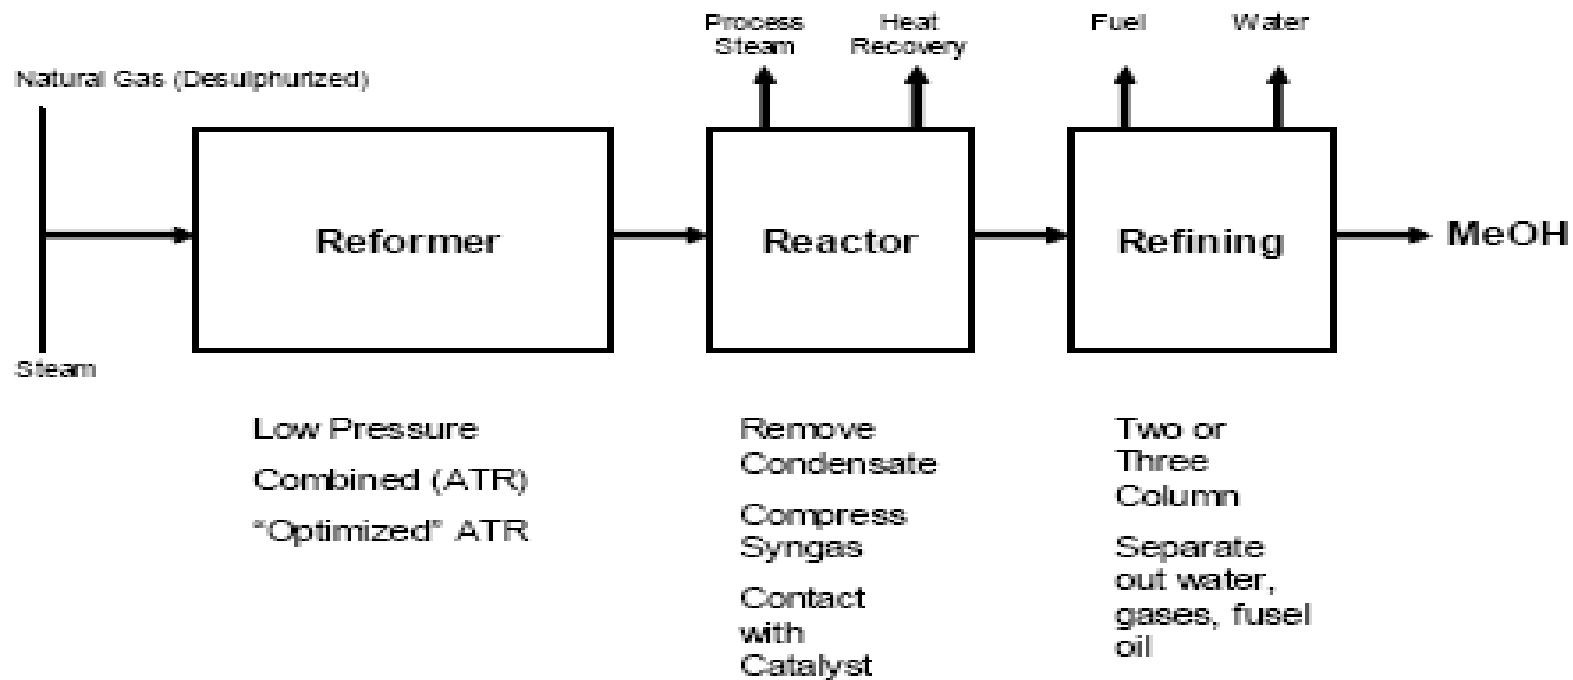 Process
Steam
Heat
Recovery
Fuel
Water
Natural Gas (Desulphurized)
Reformer
Reactor
Refining
MeOH
Steam
Low Pressure
Combined (ATR)
“Optimized” ATR
Remove
Condensate
Compress
Syngas
Contact
with
Catalyst
Two or
Three
Column
Separate
out water,
gases, fusel
oil